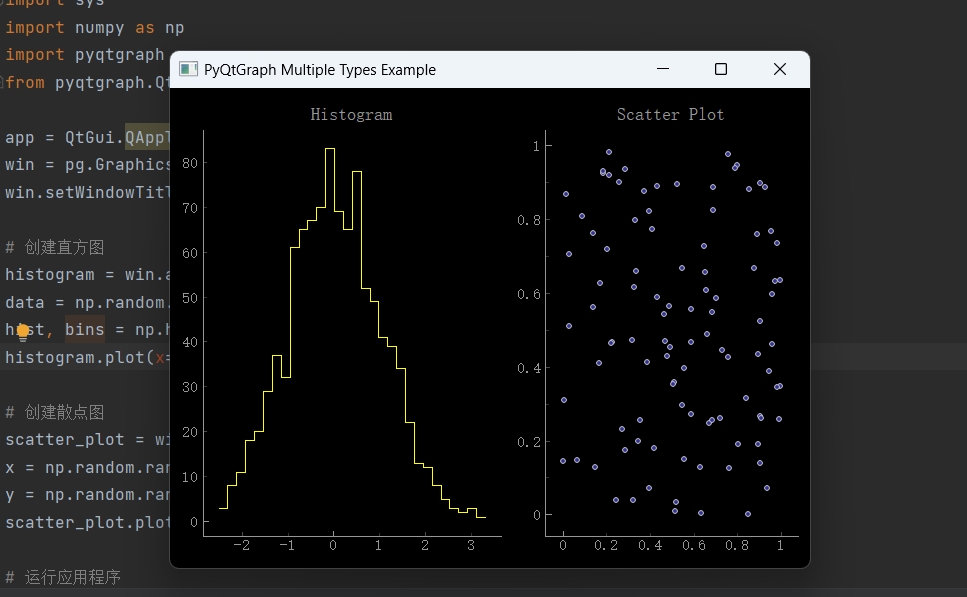 import sys
import numpy as np
import pyqtgraph
from pyqtgraph.Qt
app = QtGui.QAppl
win = pg.Graphics
win.setWindowTitl
# 创建直方图
histogram = win.a
data = np.random.
hist, bins = np.h
histogram.plot(x=
# 创建散点图
scatter_plot = wi
x = np.random.ran
y = np.random.ran
scatter_plot.plot
# 运行应用程序
PyQtGraph Multiple Types Example
Histogram
80
70
60
50
40
30
20
10
0
−2 −1 0 1 2 3
Scatter Plot
1
0.8
0.6
0.4
0.2
0
0 0.2 0.4 0.6 0.8 1